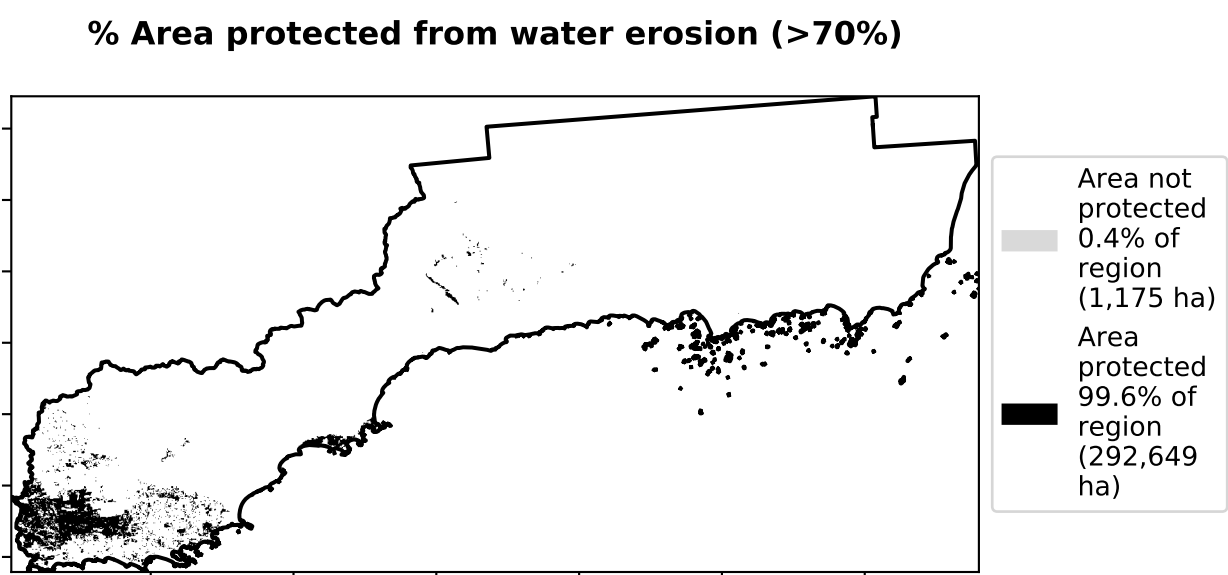 % Area protected from water erosion (>70%)
Area not
protected
0.4% of
region
(1,175 ha)
Area
protected
99.6% of
region
(292,649
ha)